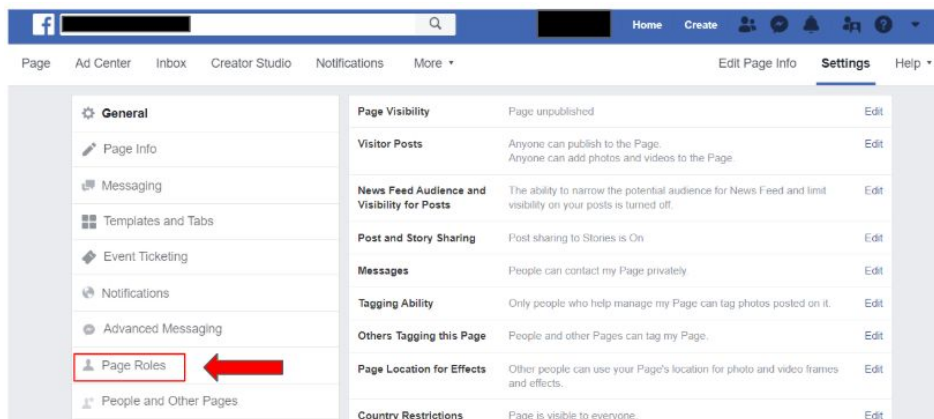 f
Home Create
Page Ad Center Inbox Creator Studio Notifications More Edit Page Info Settings Help
General
Page Info
Messaging
Templates and Tabs
Event Ticketing
Notifications
Advanced Messaging
Page Roles
People and Other Pages
Page Visibility Page unpublished Edit
Visitor Posts Anyone can publish to the Page. Edit
Anyone can add photos and videos to the Page
News Feed Audience and The ability to narrow the potential audience for News Feed and limit Edit
Visibility for Posts visibility on your posts is turned off.
Post and Story Sharing Post sharing to Stories is On Edit
Messages People can contact my Page privately Edit
Tagging Ability Only people who help manage my Page can tag photos posted on it. Edit
Others Tagging this Page People and other Pages can tag my Page. Edit
Page Location for Effects Other people can use your Page's location for photo and video frames Edit
and effects.
Country Restrictions Page is visible to everyone. Edit